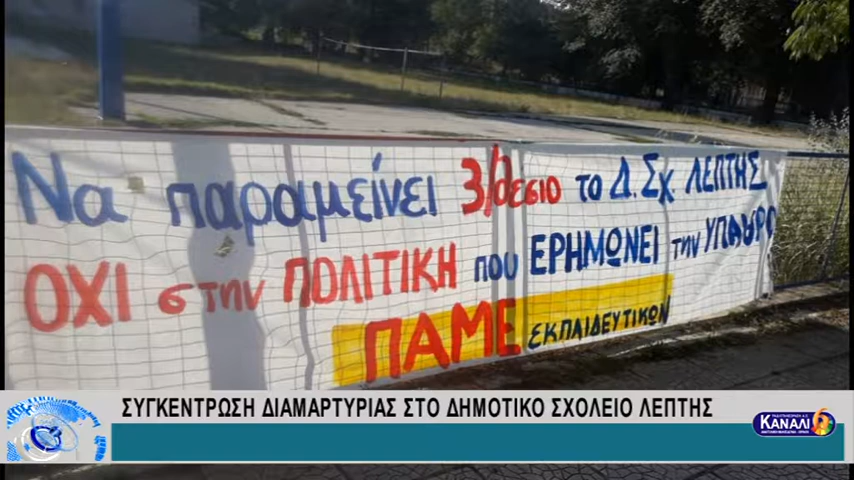 Να παραμείνει 3/θεσιο το Δ.Σχ. ΛΕΠΤΗΣ
ΟΧΙ στην ΠΟΛΙΤΙΚΗ που ΕΡΗΜΩΝΕΙ την ΥΠΑΙΘΡΟ
ΠΑΜΕ ΕΚΠΑΙΔΕΥΤΙΚΩΝ
ΣΥΓΚΕΝΤΡΩΣΗ ΔΙΑΜΑΡΤΥΡΙΑΣ ΣΤΟ ΔΗΜΟΤΙΚΟ ΣΧΟΛΕΙΟ ΛΕΠΤΗΣ
ΚΑΝΑΛΙ 6